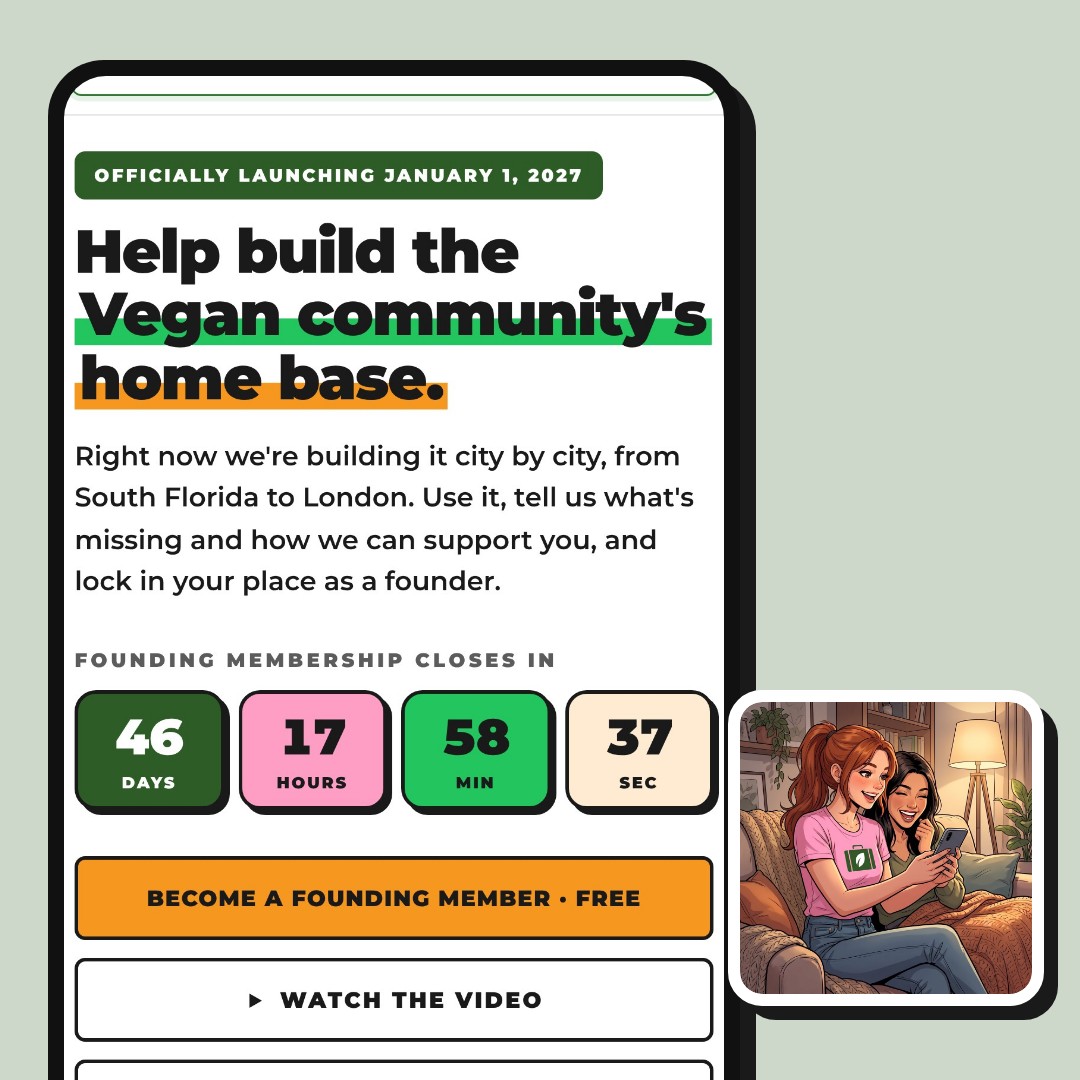 OFFICIALLY LAUNCHING JANUARY 1, 2027
Help build the
Vegan community's
home base.
Right now we're building it city by city, from
South Florida to London. Use it, tell us what's
missing and how we can support you, and
lock in your place as a founder.
FOUNDING MEMBERSHIP CLOSES IN
46 17 58 37
DAYS HOURS MIN SEC
BECOME A FOUNDING MEMBER • FREE
▶ WATCH THE VIDEO